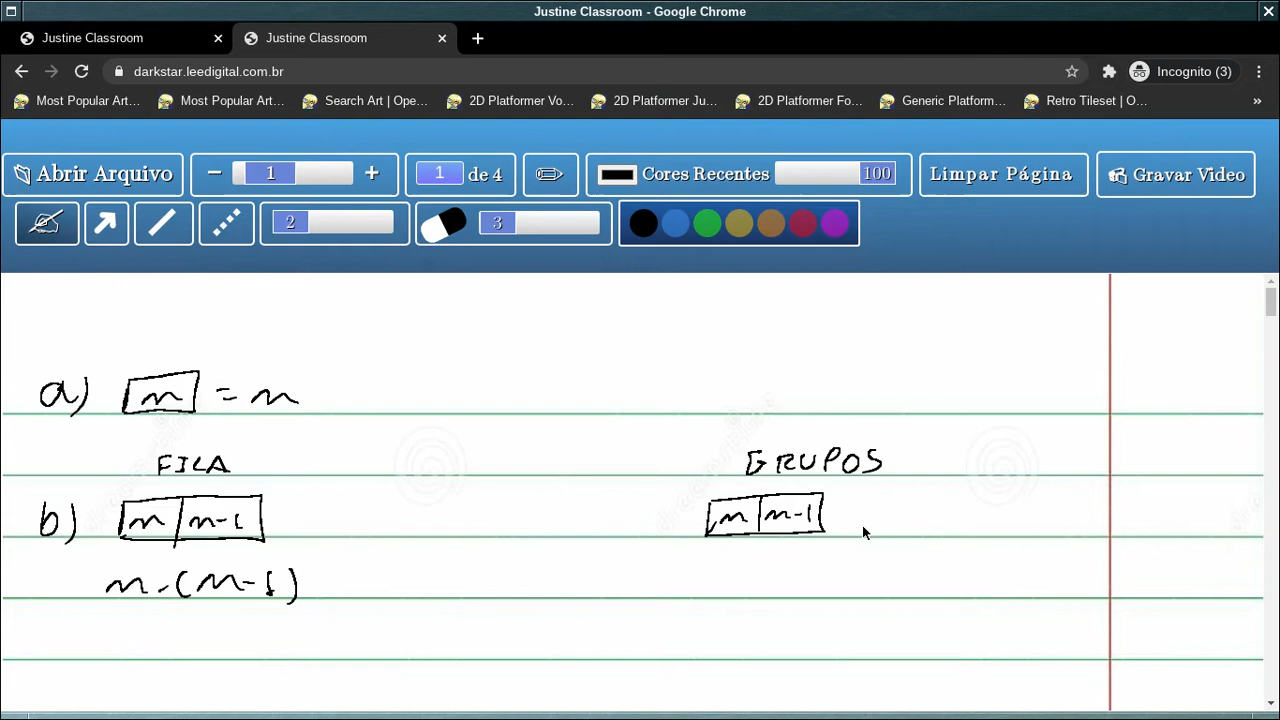 Justine Classroom - Google Chrome
Justine Classroom
Justine Classroom
darkstar.leedigital.com.br
Incognito (3)
Most Popular Art...
Most Popular Art...
Search Art | Ope...
2D Platformer Vo...
2D Platformer Ju...
2D Platformer Fo...
Generic Platform...
Retro Tileset | O...
»
Abrir Arquivo
− 1 +
1 de 4
Cores Recentes 100
Limpar Página
Gravar Video
2
3
a) n = n
FILA GRUPOS
b) n n-1 n n-1
n.(n-1)